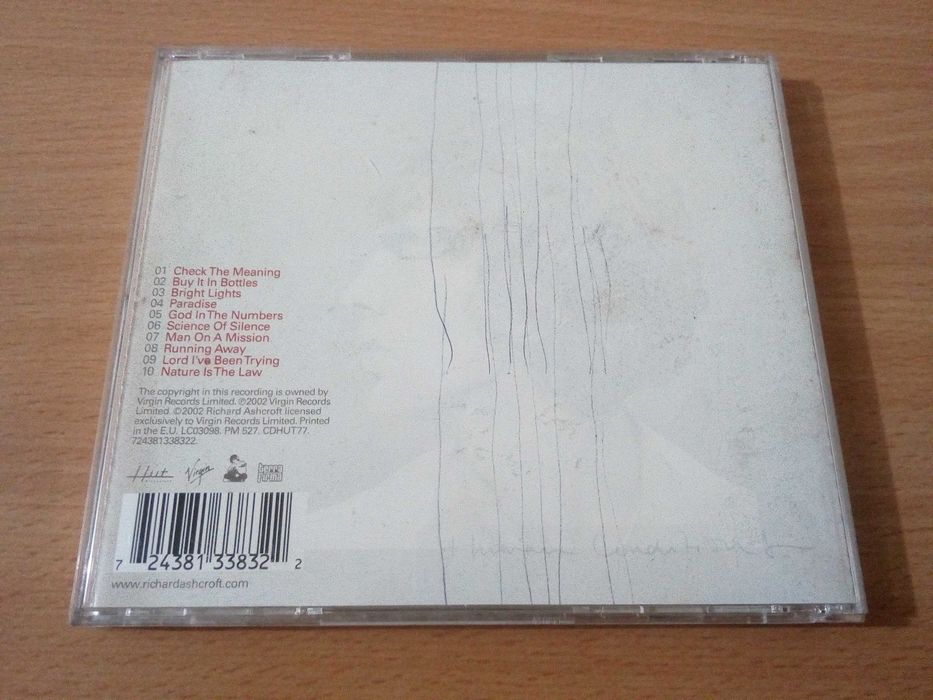 01 Check The Meaning
02 Buy It In Bottles
03 Bright Lights
04 Paradise
05 God In The Numbers
06 Science Of Silence
07 Man On A Mission
08 Running Away
09 Lord I've Been Trying
10 Nature Is The Law
The copyright in this recording is owned by
Virgin Records Limited. ℗2002 Virgin Records
Limited. ©2002 Richard Ashcroft licensed
exclusively to Virgin Records Limited. Printed
in the E.U. LC03098. PM 527. CDHUT77.
724381338322.
Hut Virgin
7 24381 33832 2
www.richardashcroft.com
Human Conditions